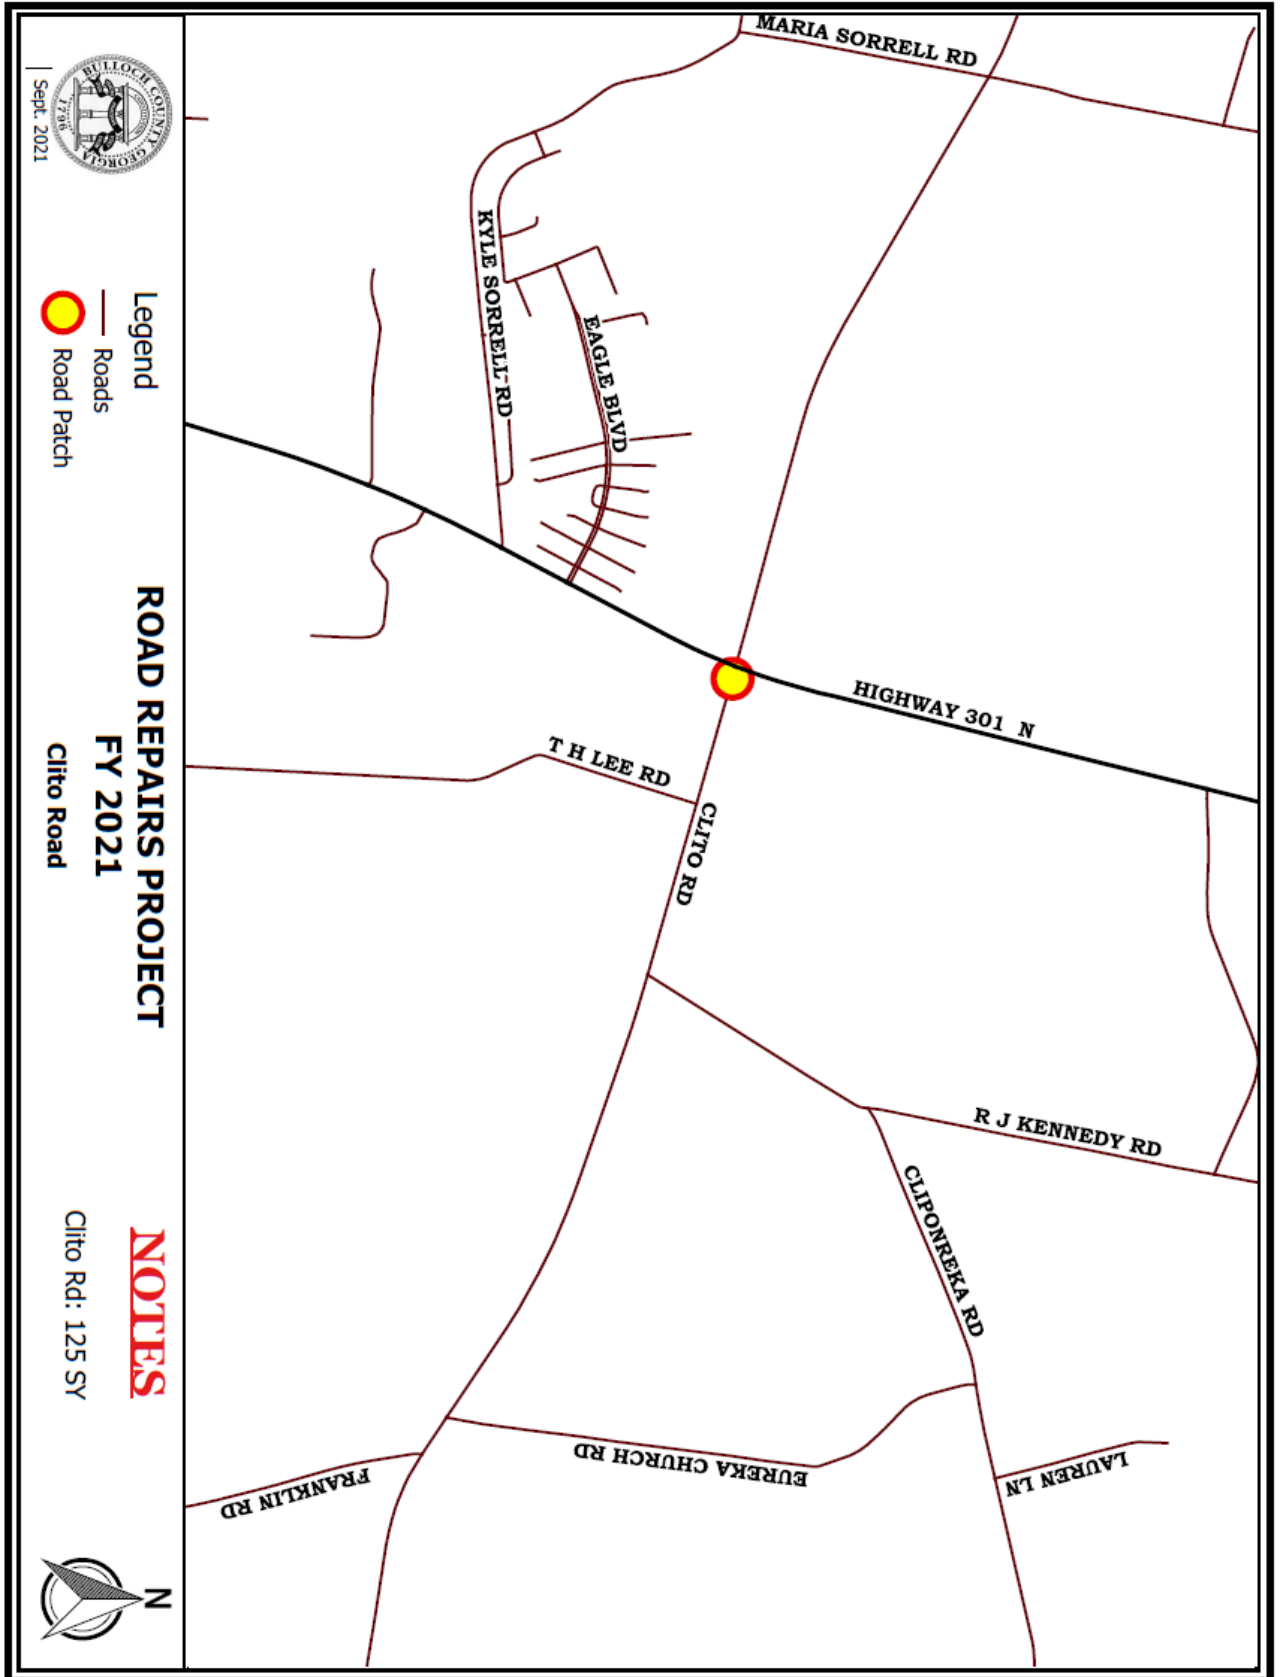 MARIA SORRELL RD
KYLE SORRELL RD
EAGLE BLVD
HIGHWAY 301 N
T H LEE RD
CLITO RD
R J KENNEDY RD
CLIPONREKA RD
EUREKA CHURCH RD
LAUREN LN
FRANKLIN RD
BULLOCH COUNTY GEORGIA
1796
Sept. 2021
Legend
Roads
Road Patch
ROAD REPAIRS PROJECT
FY 2021
Clito Road
NOTES
Clito Rd: 125 SY
N